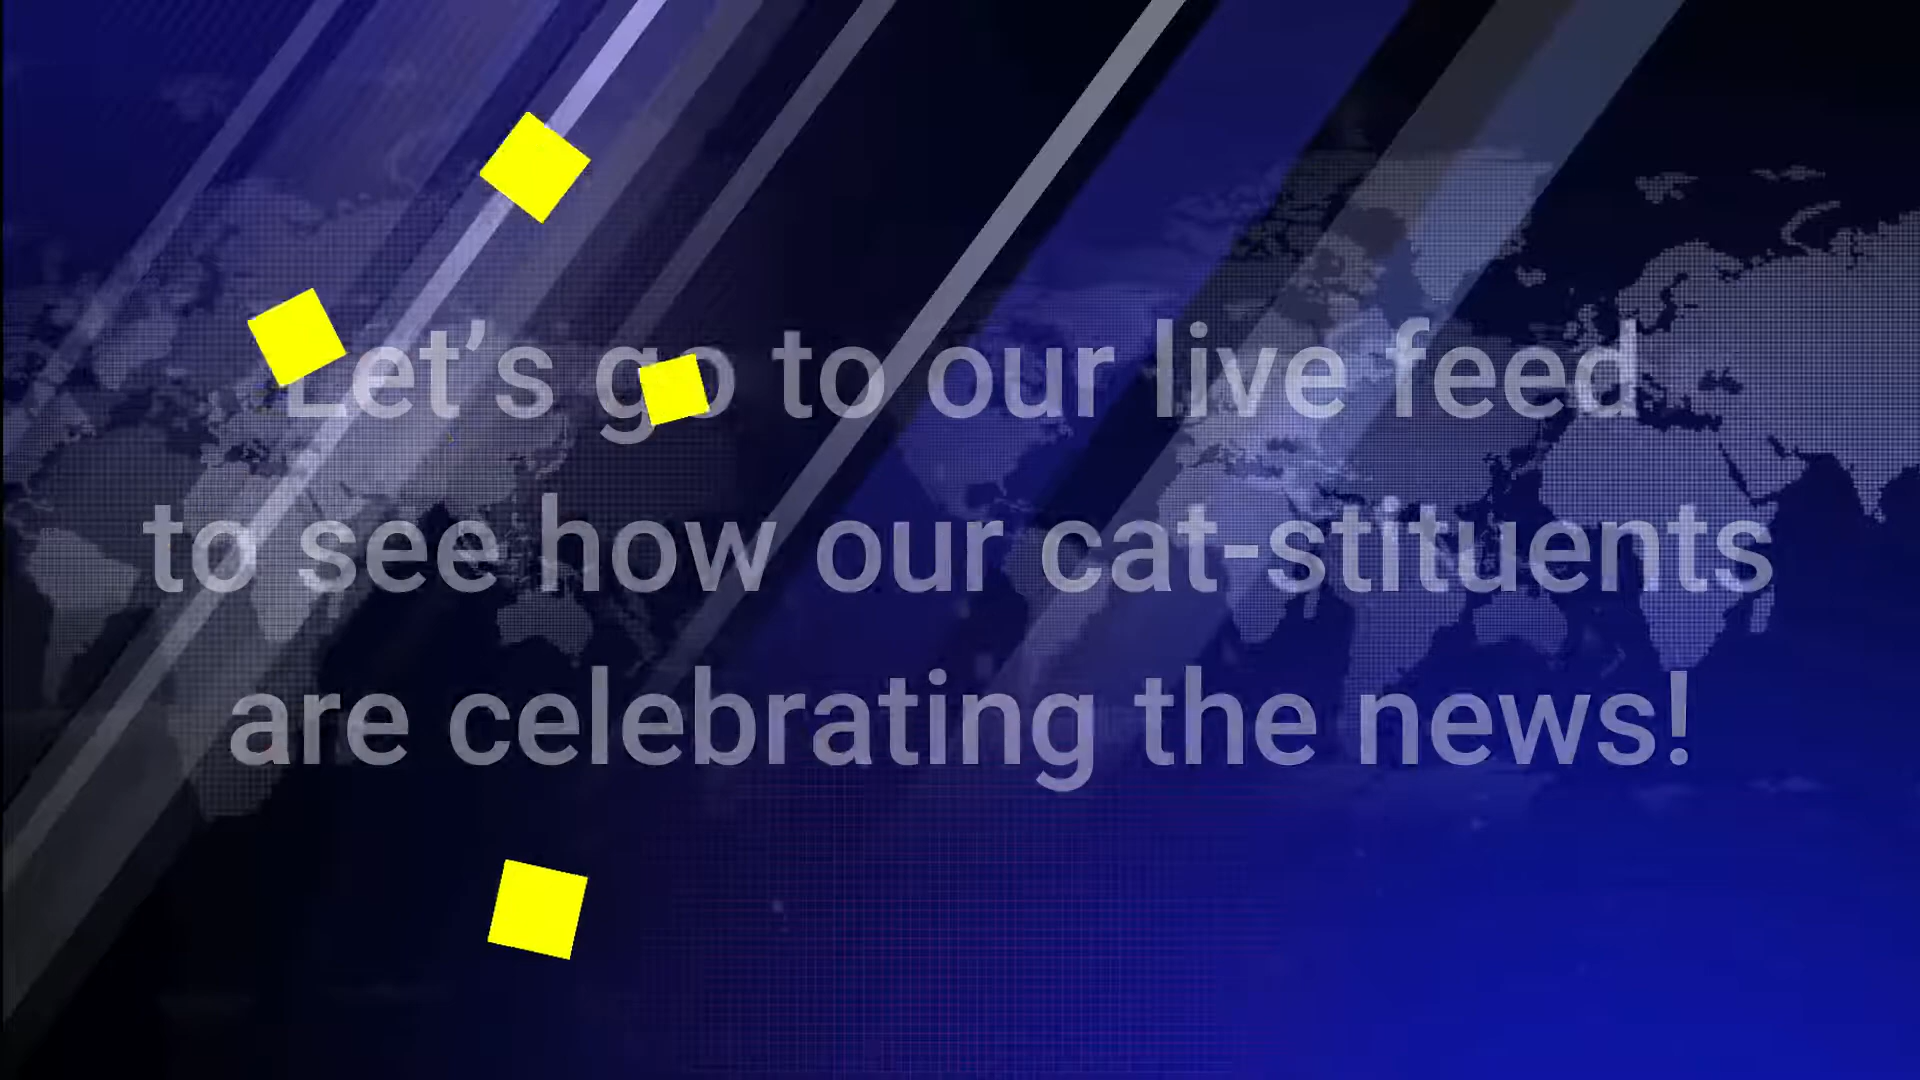 Let’s go to our live feed
to see how our cat-stituents
are celebrating the news!